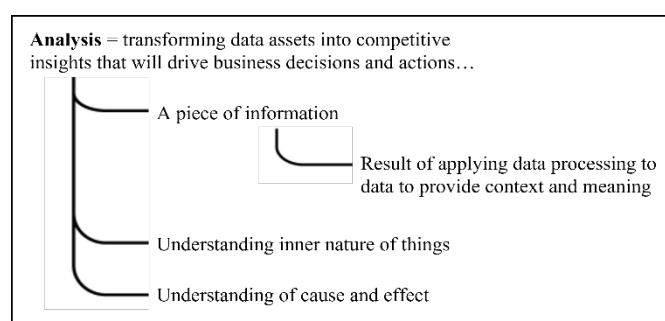 Analysis = transforming data assets into competitive
insights that will drive business decisions and actions…
A piece of information
Result of applying data processing to
data to provide context and meaning
Understanding inner nature of things
Understanding of cause and effect